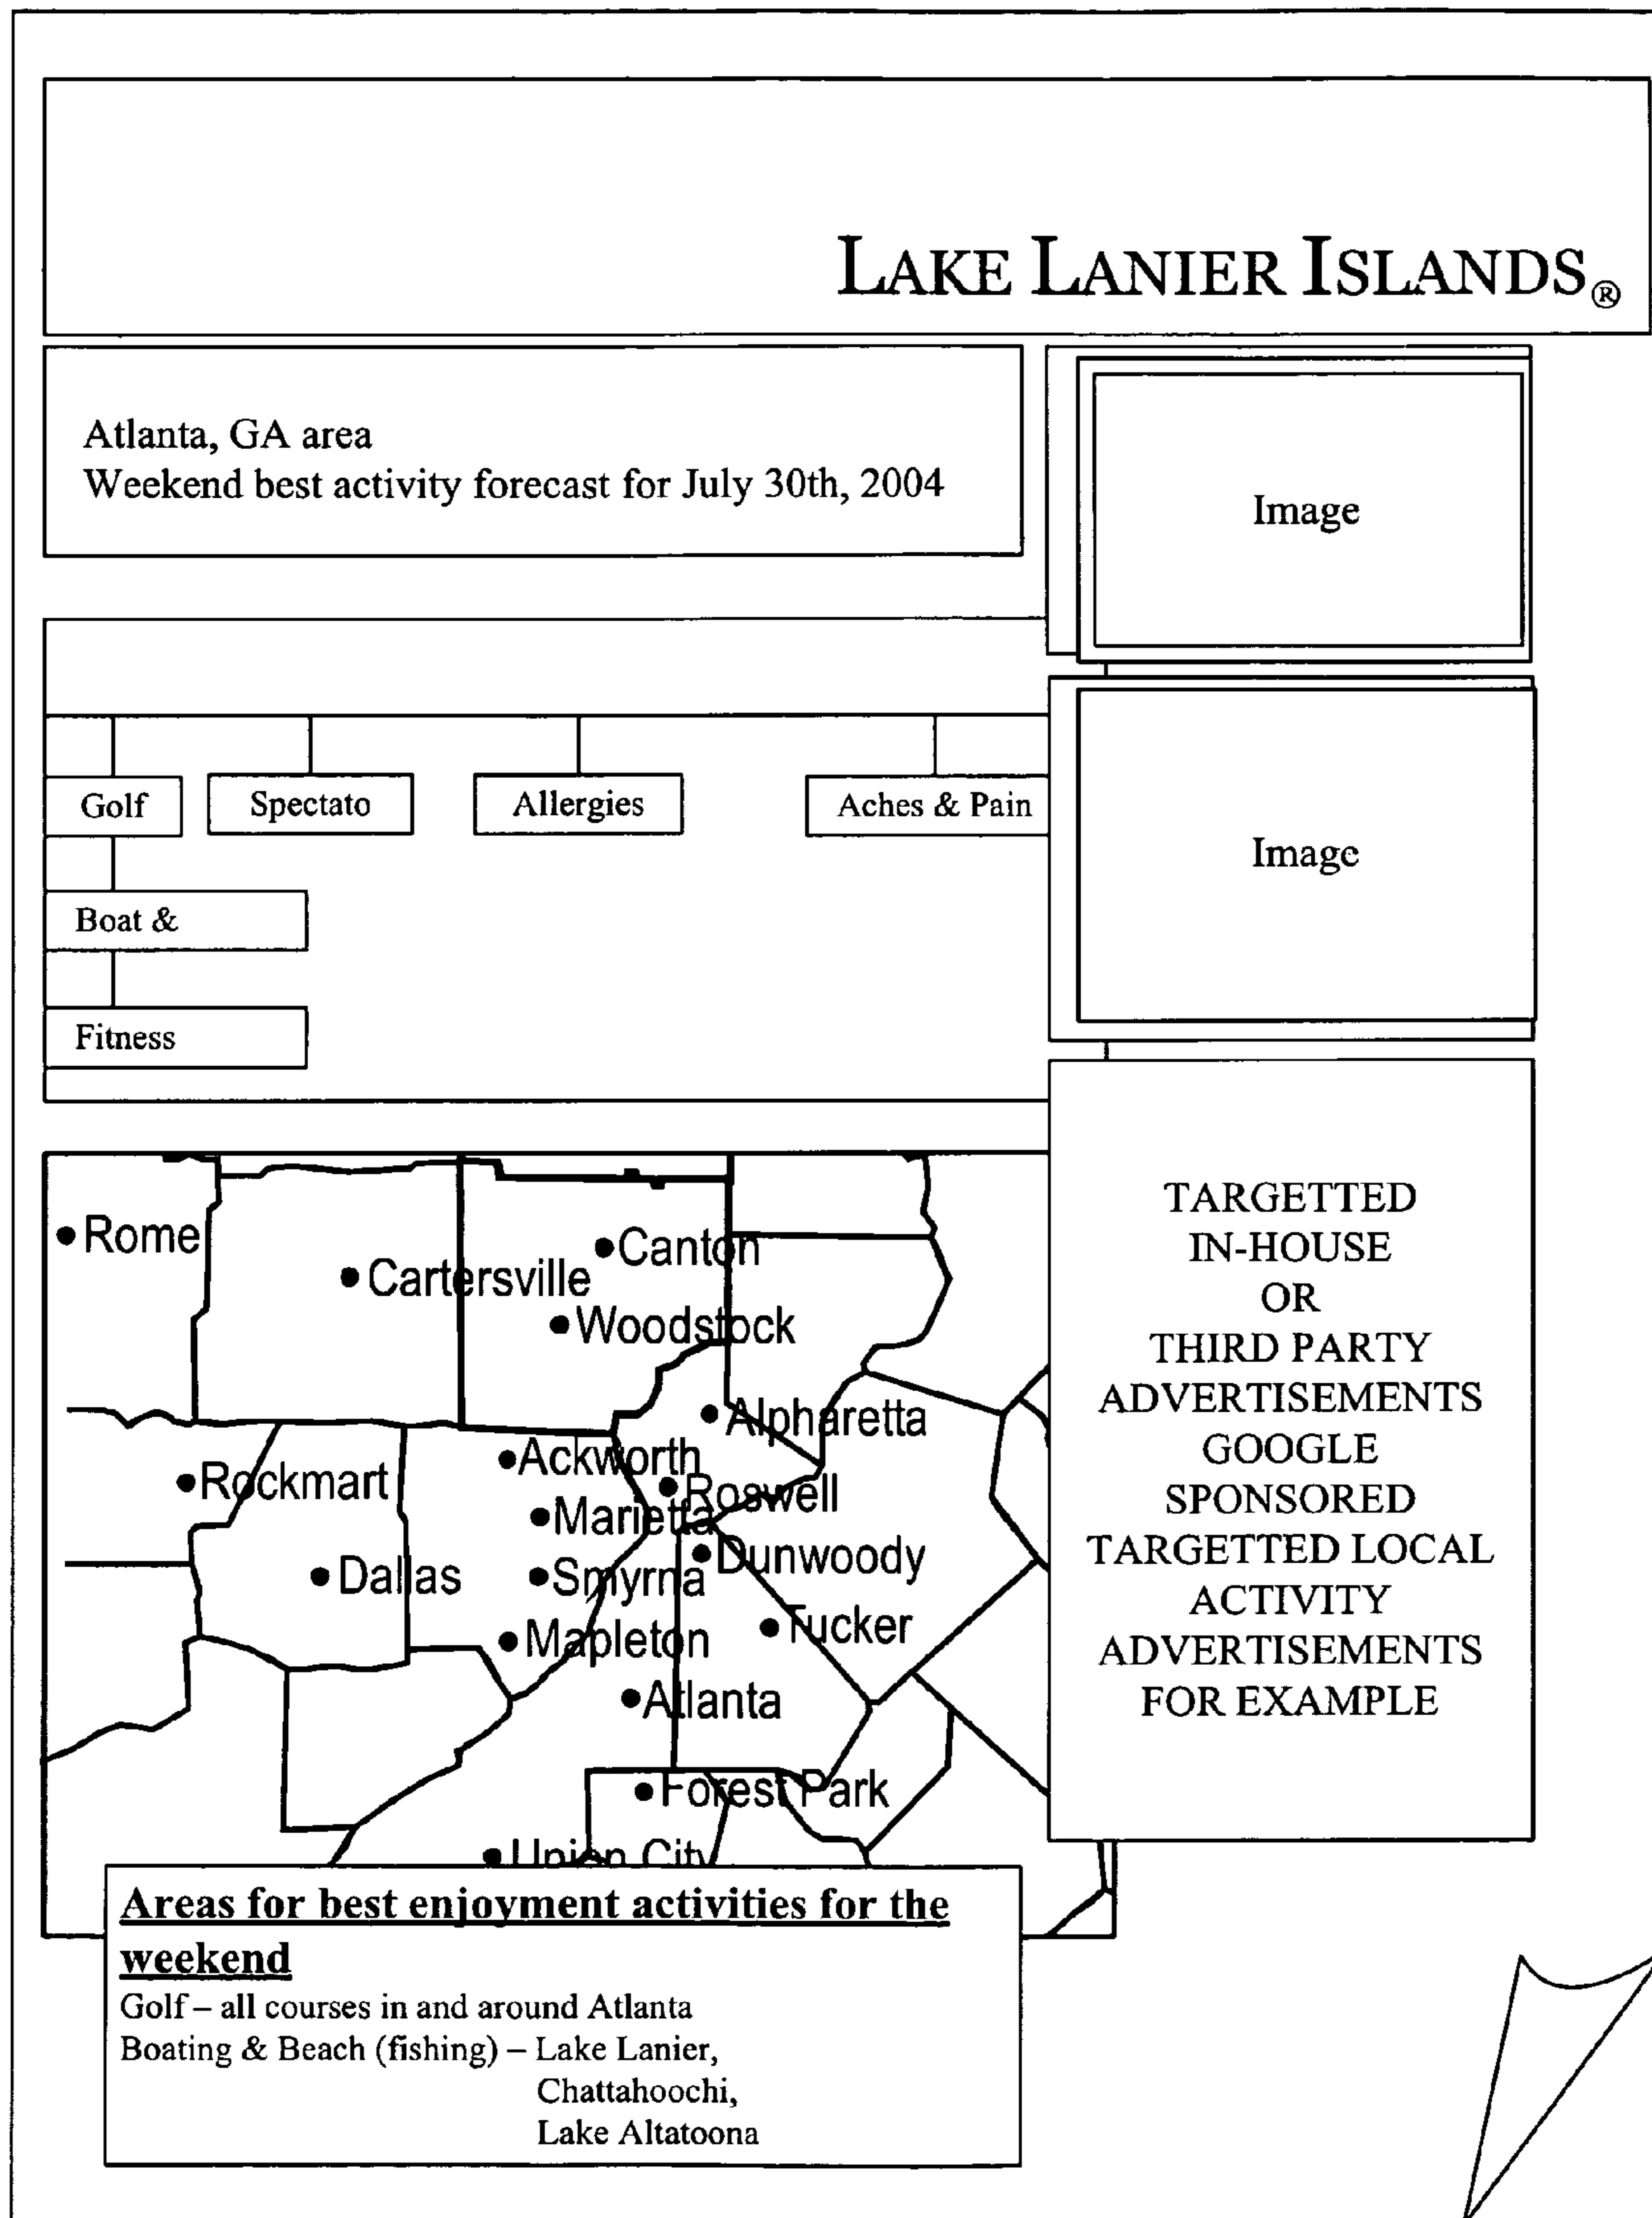 LAKE LANIER ISLANDS®
Atlanta, GA area
Weekend best activity forecast for July 30th, 2004
Image
Golf
Spectato
Allergies
Aches & Pain
Image
Boat &
Fitness
Rome
Canton
Cartersville
Woodstock
Alpharetta
Ackworth
Rockmart
Roswell
Marietta
Dunwoody
Dallas
Smyrna
Tucker
Mapleton
Atlanta
Forest Park
Union City
TARGETTED
IN-HOUSE
OR
THIRD PARTY
ADVERTISEMENTS
GOOGLE
SPONSORED
TARGETTED LOCAL
ACTIVITY
ADVERTISEMENTS
FOR EXAMPLE
Areas for best enjoyment activities for the
weekend
Golf – all courses in and around Atlanta
Boating & Beach (fishing) – Lake Lanier,
Chattahoochi,
Lake Altatoona